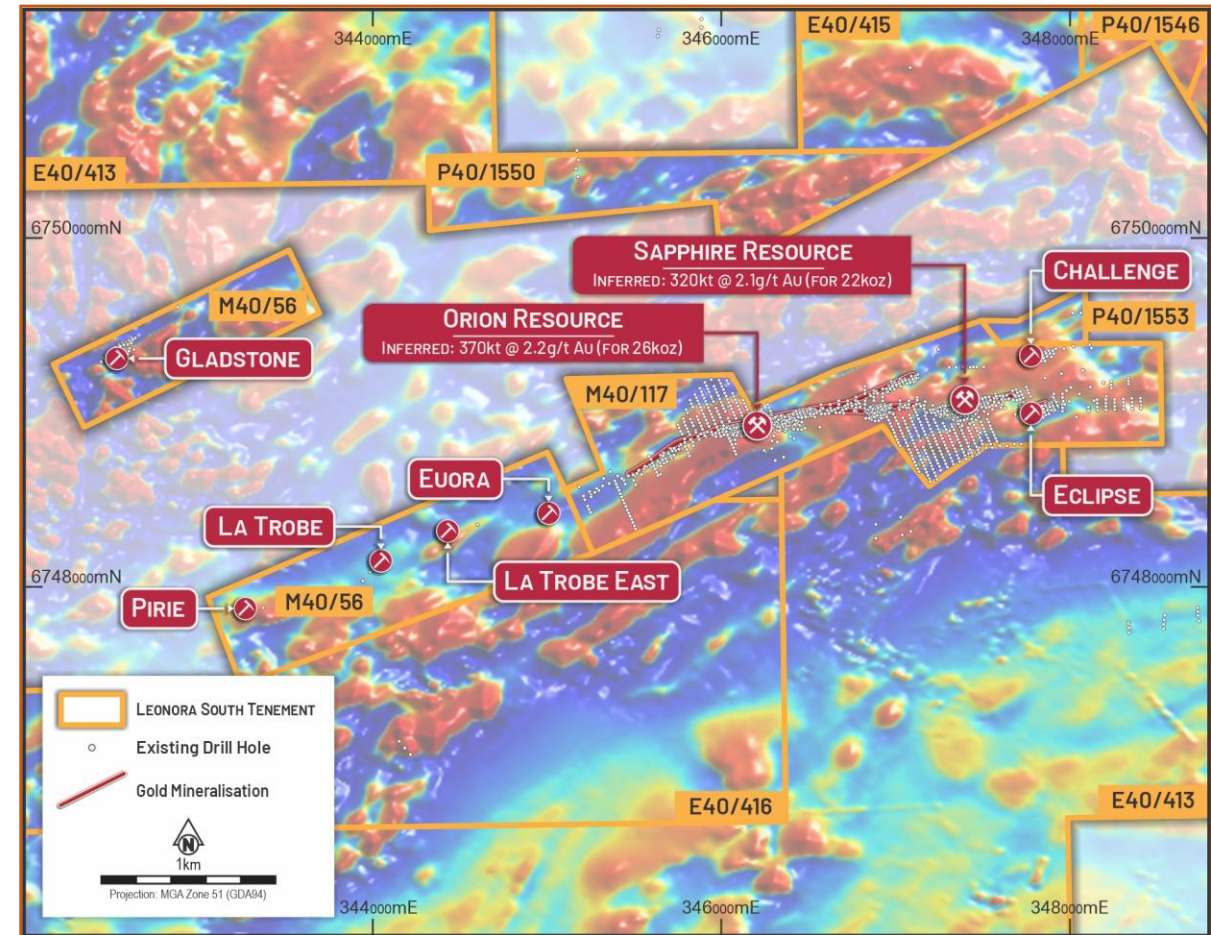 344000mE
346000mE
E40/415
348000mE
P40/1546
E40/413
P40/1550
6750000mN
6750000mN
SAPPHIRE RESOURCE
INFERRED: 320kt @ 2.1g/t Au (FOR 22koz)
CHALLENGE
M40/56
ORION RESOURCE
INFERRED: 370kt @ 2.2g/t Au (FOR 26koz)
P40/1553
GLADSTONE
M40/117
EUORA
ECLIPSE
LA TROBE
6748000mN
LA TROBE EAST
6748000mN
PIRIE
M40/56
LEONORA SOUTH TENEMENT
Existing Drill Hole
Gold Mineralisation
N
1km
Projection: MGA Zone 51 (GDA94)
E40/416
E40/413
344000mE
346000mE
348000mE